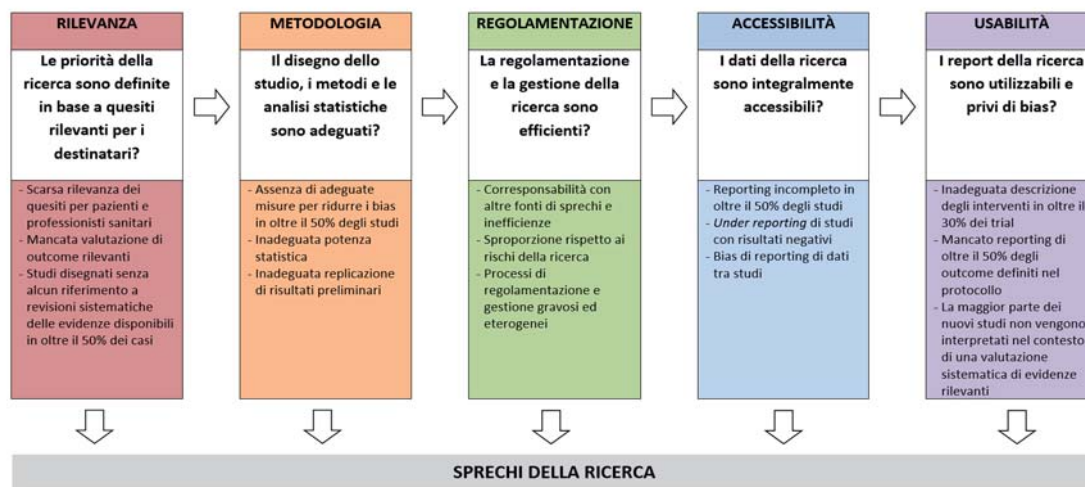 RILEVANZA
Le priorità della
ricerca sono definite
in base a quesiti
rilevanti per i
destinatari?
- Scarsa rilevanza dei
quesiti per pazienti e
professionisti sanitari
- Mancata valutazione di
outcome rilevanti
- Studi disegnati senza
alcun riferimento a
revisioni sistematiche
delle evidenze disponibili
in oltre il 50% dei casi
METODOLOGIA
Il disegno dello
studio, i metodi e le
analisi statistiche
sono adeguati?
- Assenza di adeguate
misure per ridurre i bias
in oltre il 50% degli studi
- Inadeguata potenza
statistica
- Inadeguata replicazione
di risultati preliminari
REGOLAMENTAZIONE
La regolamentazione
e la gestione della
ricerca sono
efficienti?
- Corresponsabilità con
altre fonti di sprechi e
inefficienze
- Sproporzione rispetto ai
rischi della ricerca
- Processi di
regolamentazione e
gestione gravosi ed
eterogenei
ACCESSIBILITÀ
I dati della ricerca
sono integralmente
accessibili?
- Reporting incompleto in
oltre il 50% degli studi
- Under reporting di studi
con risultati negativi
- Bias di reporting di dati
tra studi
USABILITÀ
I report della ricerca
sono utilizzabili e
privi di bias?
- Inadeguata descrizione
degli interventi in oltre il
30% dei trial
- Mancato reporting di
oltre il 50% degli
outcome definiti nel
protocollo
- La maggior parte dei
nuovi studi non vengono
interpretati nel contesto
di una valutazione
sistematica di evidenze
rilevanti
SPRECHI DELLA RICERCA